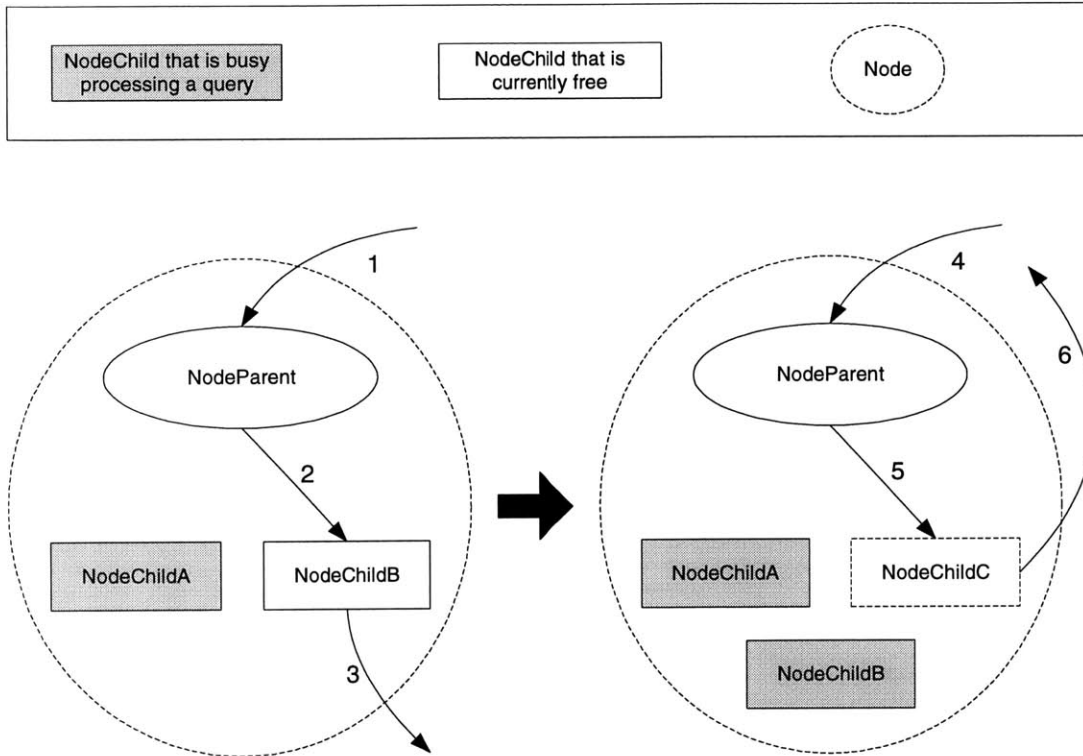 NodeChild that is busy
processing a query
NodeChild that is
currently free
Node
1
NodeParent
2
NodeChildA
NodeChildB
3
4
6
NodeParent
5
NodeChildA
NodeChildC
NodeChildB